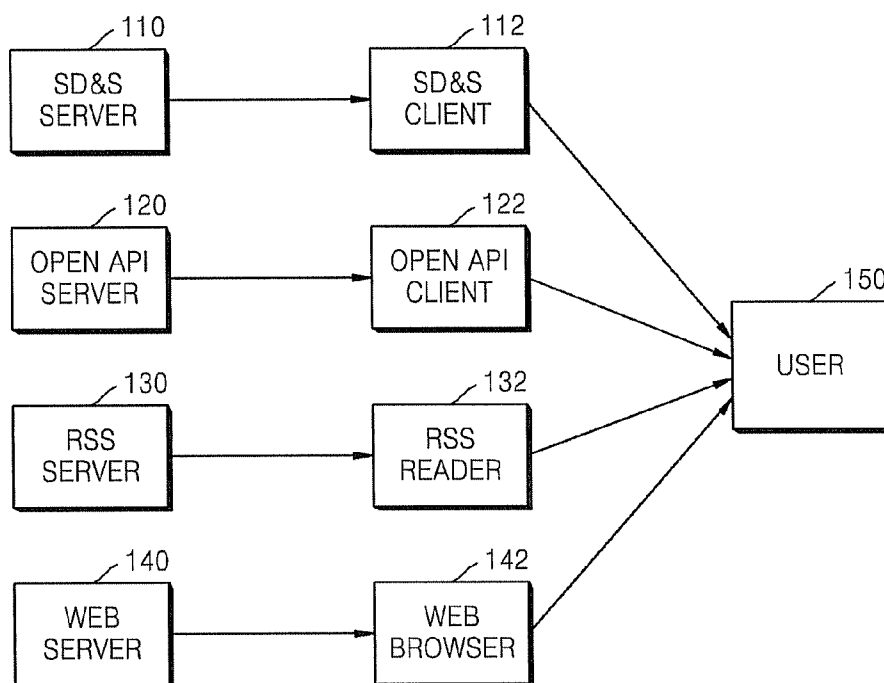 110
SD&S
SERVER
112
SD&S
CLIENT
120
OPEN API
SERVER
122
OPEN API
CLIENT
150
USER
130
RSS
SERVER
132
RSS
READER
140
WEB
SERVER
142
WEB
BROWSER